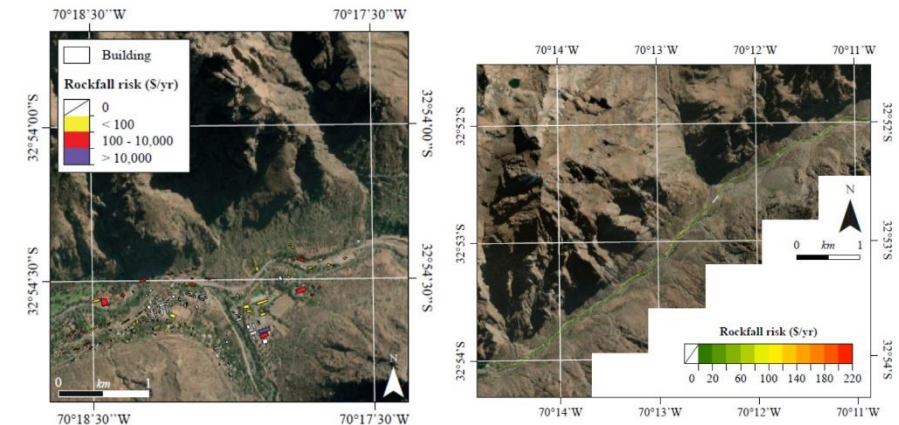 70°18'30''W 70°17'30''W
Building
Rockfall risk ($/yr)
0
< 100
100 - 10,000
> 10,000
32°54'00''S
32°54'00''S
32°54'30''S
32°54'30''S
N
0 km 1
70°18'30''W 70°17'30''W
70°14'W 70°13'W 70°12'W 70°11'W
32°52'S
32°52'S
32°53'S
32°53'S
N
0 km 1
Rockfall risk ($/yr)
0 20 60 100 140 180 220
32°54'S
32°54'S
70°14'W 70°13'W 70°12'W 70°11'W